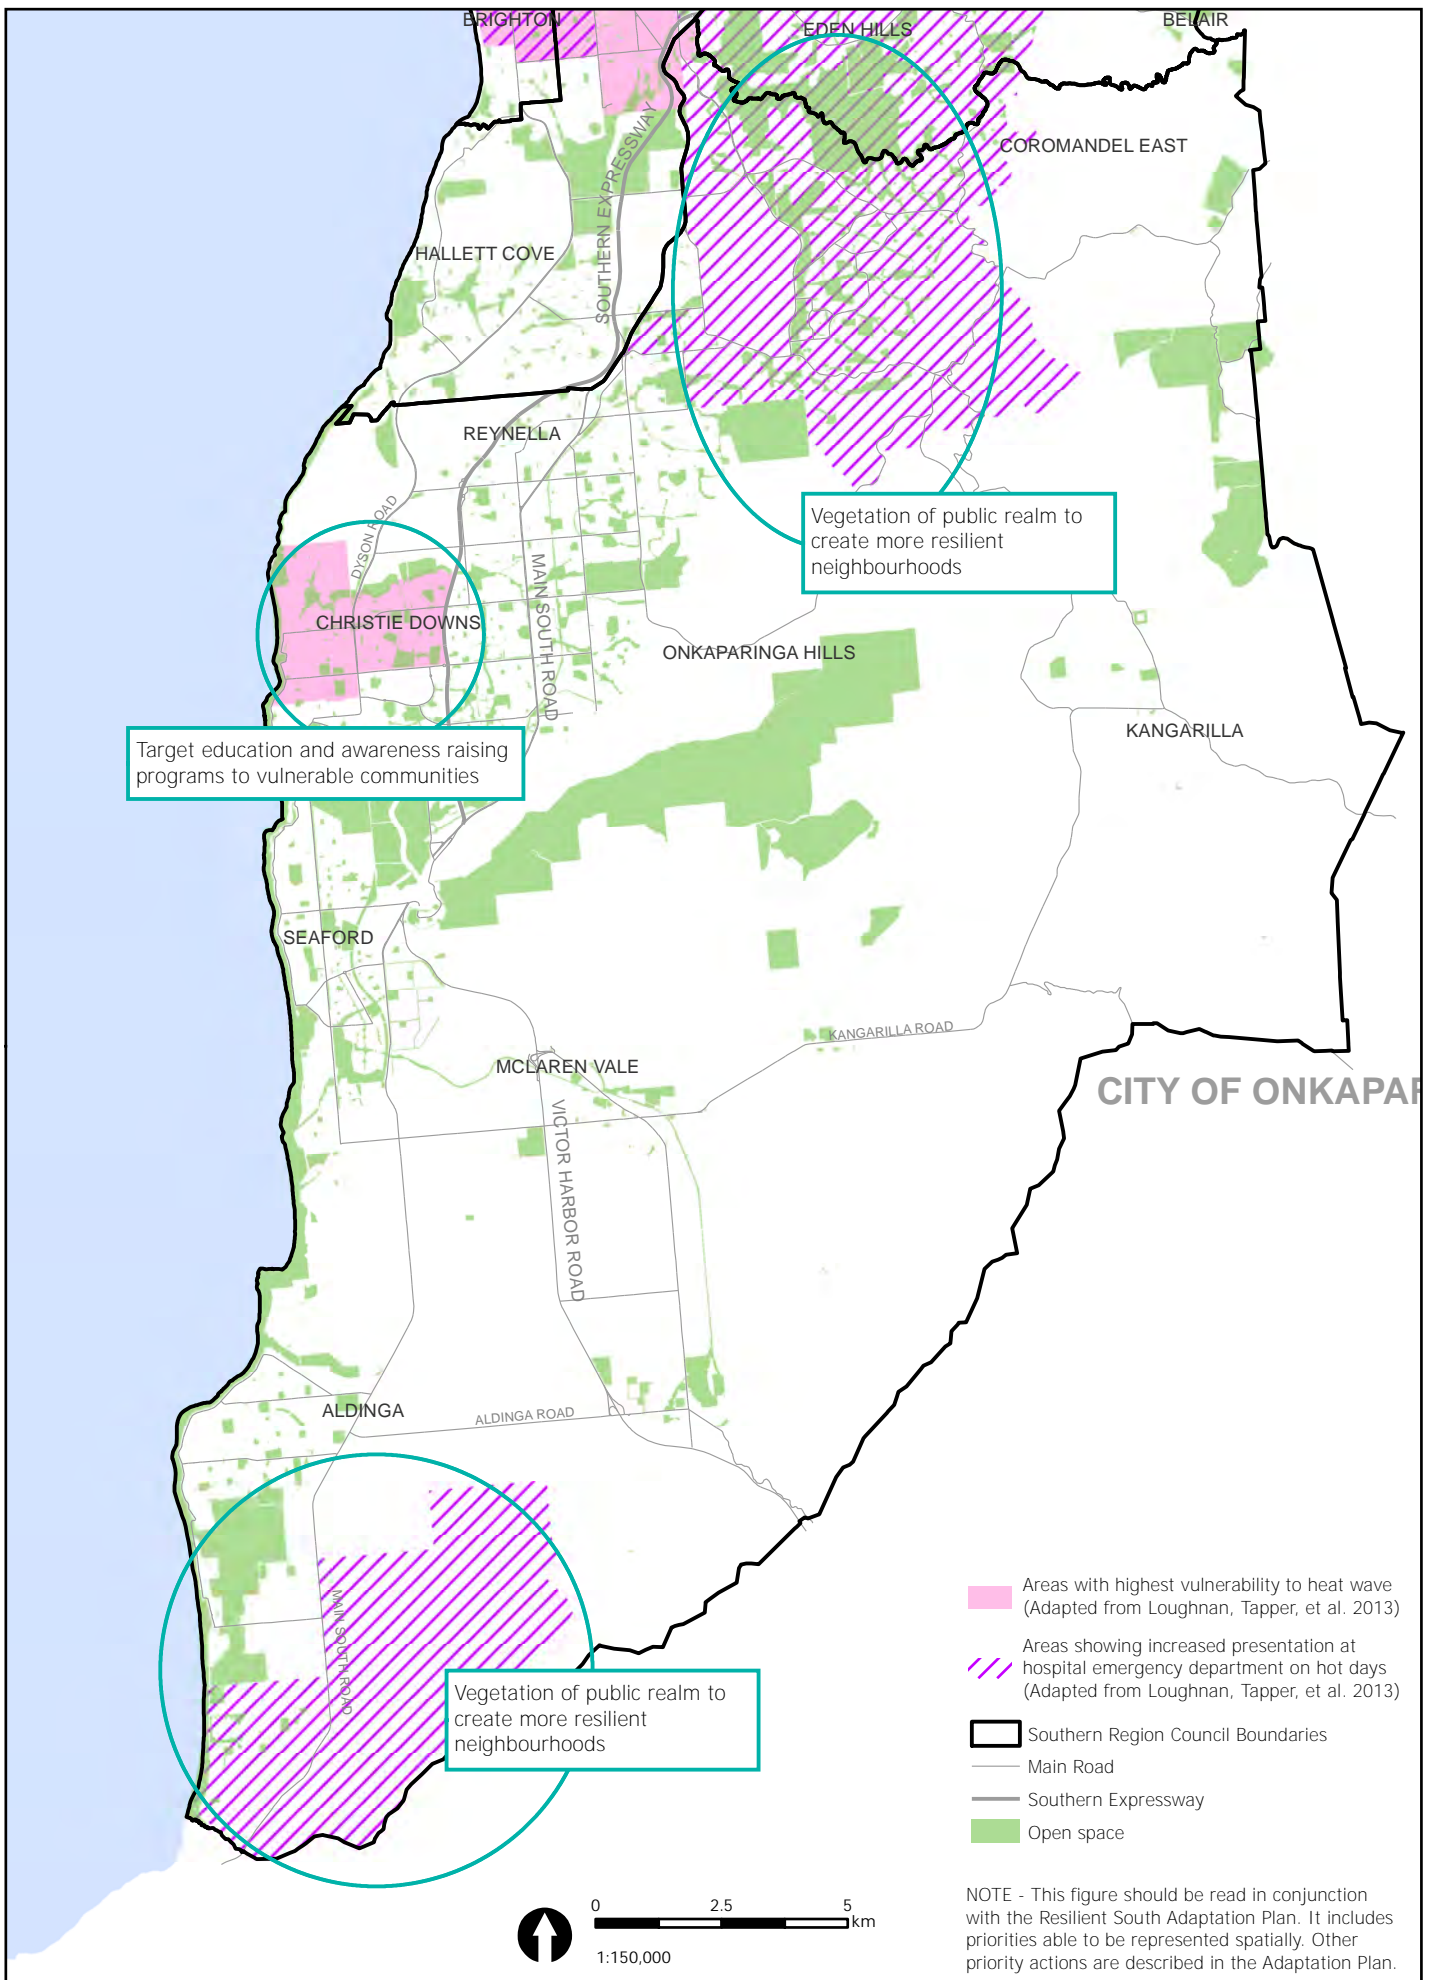 BRIGHTON
EDEN HILLS
BELAIR
COROMANDEL EAST
SOUTHERN EXPRESSWAY
HALLETT COVE
REYNELLA
DYSON ROAD
MAIN SOUTH ROAD
Vegetation of public realm to
create more resilient
neighbourhoods
CHRISTIE DOWNS
ONKAPARINGA HILLS
KANGARILLA
Target education and awareness raising
programs to vulnerable communities
SEAFORD
KANGARILLA ROAD
MCLAREN VALE
CITY OF ONKAPAR
VICTOR HARBOR ROAD
ALDINGA
ALDINGA ROAD
MAIN SOUTH ROAD
Vegetation of public realm to
create more resilient
neighbourhoods
Areas with highest vulnerability to heat wave
(Adapted from Loughnan, Tapper, et al. 2013)
Areas showing increased presentation at
hospital emergency department on hot days
(Adapted from Loughnan, Tapper, et al. 2013)
Southern Region Council Boundaries
Main Road
Southern Expressway
Open space
0 2.5 5
km
1:150,000
NOTE - This figure should be read in conjunction
with the Resilient South Adaptation Plan. It includes
priorities able to be represented spatially. Other
priority actions are described in the Adaptation Plan.